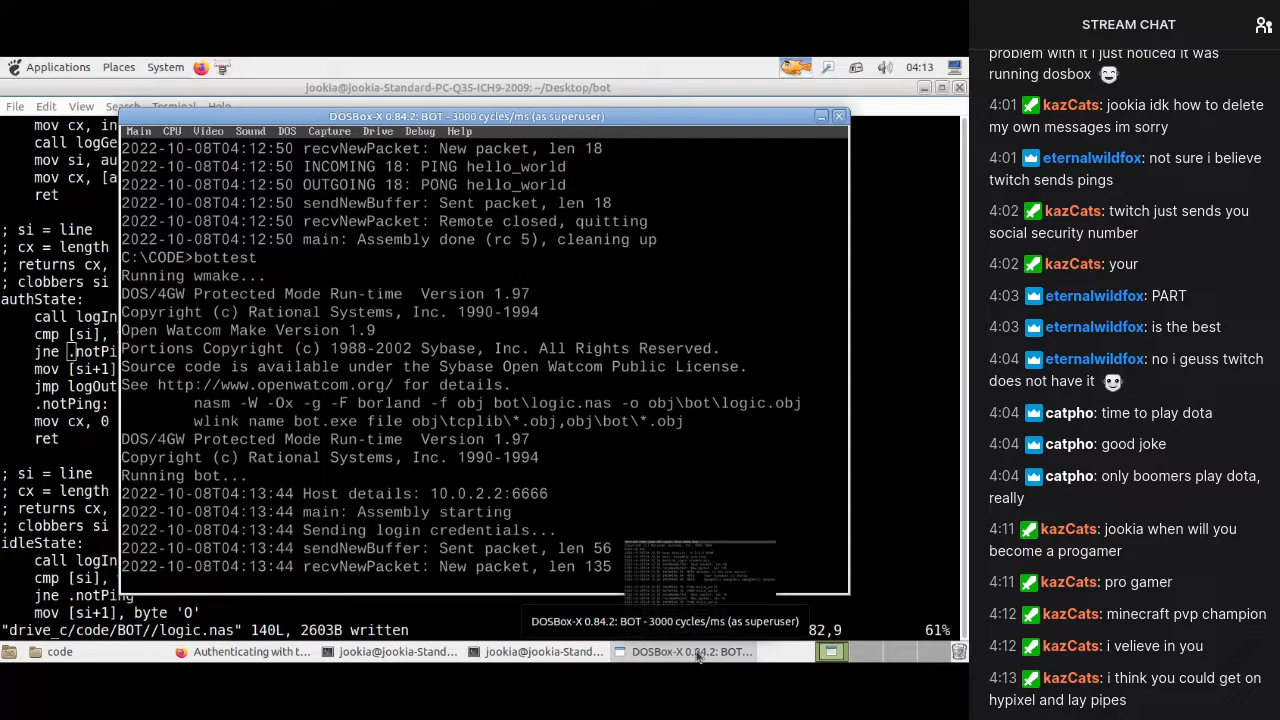 STREAM CHAT
Applications Places System
04:13
jookia@jookia-Standard-PC-Q35-ICH9-2009: ~/Desktop/bot
File Edit View Search Terminal Help
DOSBox-X 0.84.2: BOT - 3000 cycles/ms (as superuser)
Main CPU Video Sound DOS Capture Drive Debug Help
2022-10-08T04:12:50 recvNewPacket: New packet, len 18
2022-10-08T04:12:50 INCOMING 18: PING hello_world
2022-10-08T04:12:50 OUTGOING 18: PONG hello_world
2022-10-08T04:12:50 sendNewBuffer: Sent packet, len 18
2022-10-08T04:12:50 recvNewPacket: Remote closed, quitting
2022-10-08T04:12:50 main: Assembly done (rc 5), cleaning up
C:\CODE>bottest
Running wmake...
DOS/4GW Protected Mode Run-time  Version 1.97
Copyright (c) Rational Systems, Inc. 1990-1994
Open Watcom Make Version 1.9
Portions Copyright (c) 1988-2002 Sybase, Inc. All Rights Reserved.
Source code is available under the Sybase Open Watcom Public License.
See http://www.openwatcom.org/ for details.
nasm -W -Ox -g -F borland -f obj bot\logic.nas -o obj\bot\logic.obj
wlink name bot.exe file obj\tcplib\*.obj,obj\bot\*.obj
DOS/4GW Protected Mode Run-time  Version 1.97
Copyright (c) Rational Systems, Inc. 1990-1994
Running bot...
2022-10-08T04:13:44 Host details: 10.0.2.2:6666
2022-10-08T04:13:44 main: Assembly starting
2022-10-08T04:13:44 Sending login credentials...
2022-10-08T04:13:44 sendNewBuffer: Sent packet, len 56
2022-10-08T04:13:44 recvNewPacket: New packet, len 135
mov cx, in
call logGe
mov si, au
mov cx, [a
ret
; si = line
; cx = length
; returns cx,
; clobbers si
authState:
call logIn
cmp [si],
jne .notPi
mov [si+1]
jmp logOut
.notPing:
mov cx, 0
ret
; si = line
; cx = length
; returns cx,
; clobbers si
idleState:
call logIn
cmp [si],
jne .notPi
mov [si+1], byte 'O'
"drive_c/code/BOT//logic.nas" 140L, 2603B written
82,9
61%
DOSBox-X 0.84.2: BOT - 3000 cycles/ms (as superuser)
code
Authenticating with t...
jookia@jookia-Stand...
jookia@jookia-Stand...
DOSBox-X 0.84.2: BOT...
problem with it i just noticed it was
running dosbox
4:01 kazCats: jookia idk how to delete
my own messages im sorry
4:01 eternalwildfox: not sure i believe
twitch sends pings
4:02 kazCats: twitch just sends you
social security number
4:02 kazCats: your
4:03 eternalwildfox: PART
4:03 eternalwildfox: is the best
4:04 eternalwildfox: no i geuss twitch
does not have it
4:04 catpho: time to play dota
4:04 catpho: good joke
4:04 catpho: only boomers play dota,
really
4:11 kazCats: jookia when will you
become a proganer
4:11 kazCats: pro gamer
4:12 kazCats: minecraft pvp champion
4:12 kazCats: i velieve in you
4:13 kazCats: i think you could get on
hypixel and lay pipes